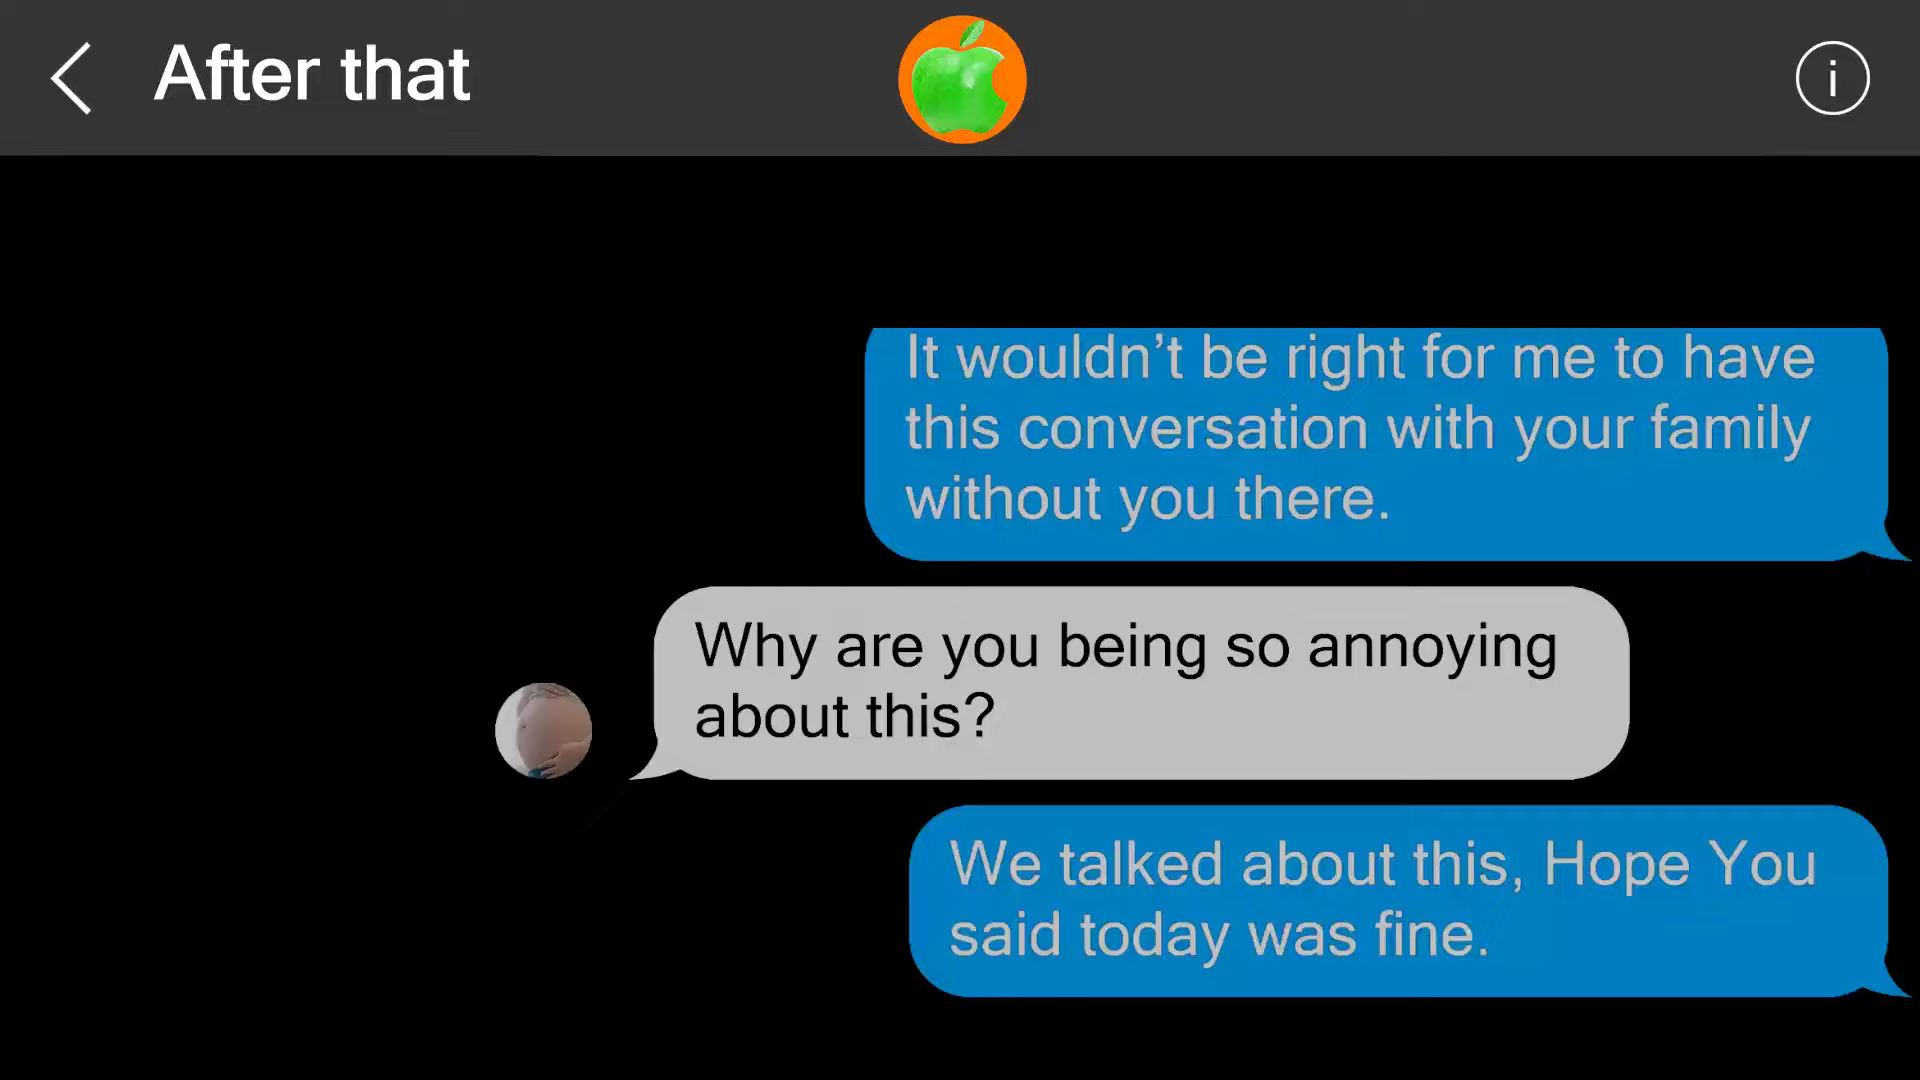 After that
i
It wouldn’t be right for me to have
this conversation with your family
without you there.
Why are you being so annoying
about this?
We talked about this, Hope You
said today was fine.